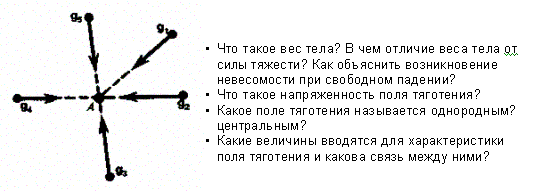 g₅
g₁
A
g₄
g₂
g₃
• Что такое вес тела? В чем отличие веса тела от
силы тяжести? Как объяснить возникновение
невесомости при свободном падении?
• Что такое напряженность поля тяготения?
• Какое поле тяготения называется однородным?
центральным?
• Какие величины вводятся для характеристики
поля тяготения и какова связь между ними?